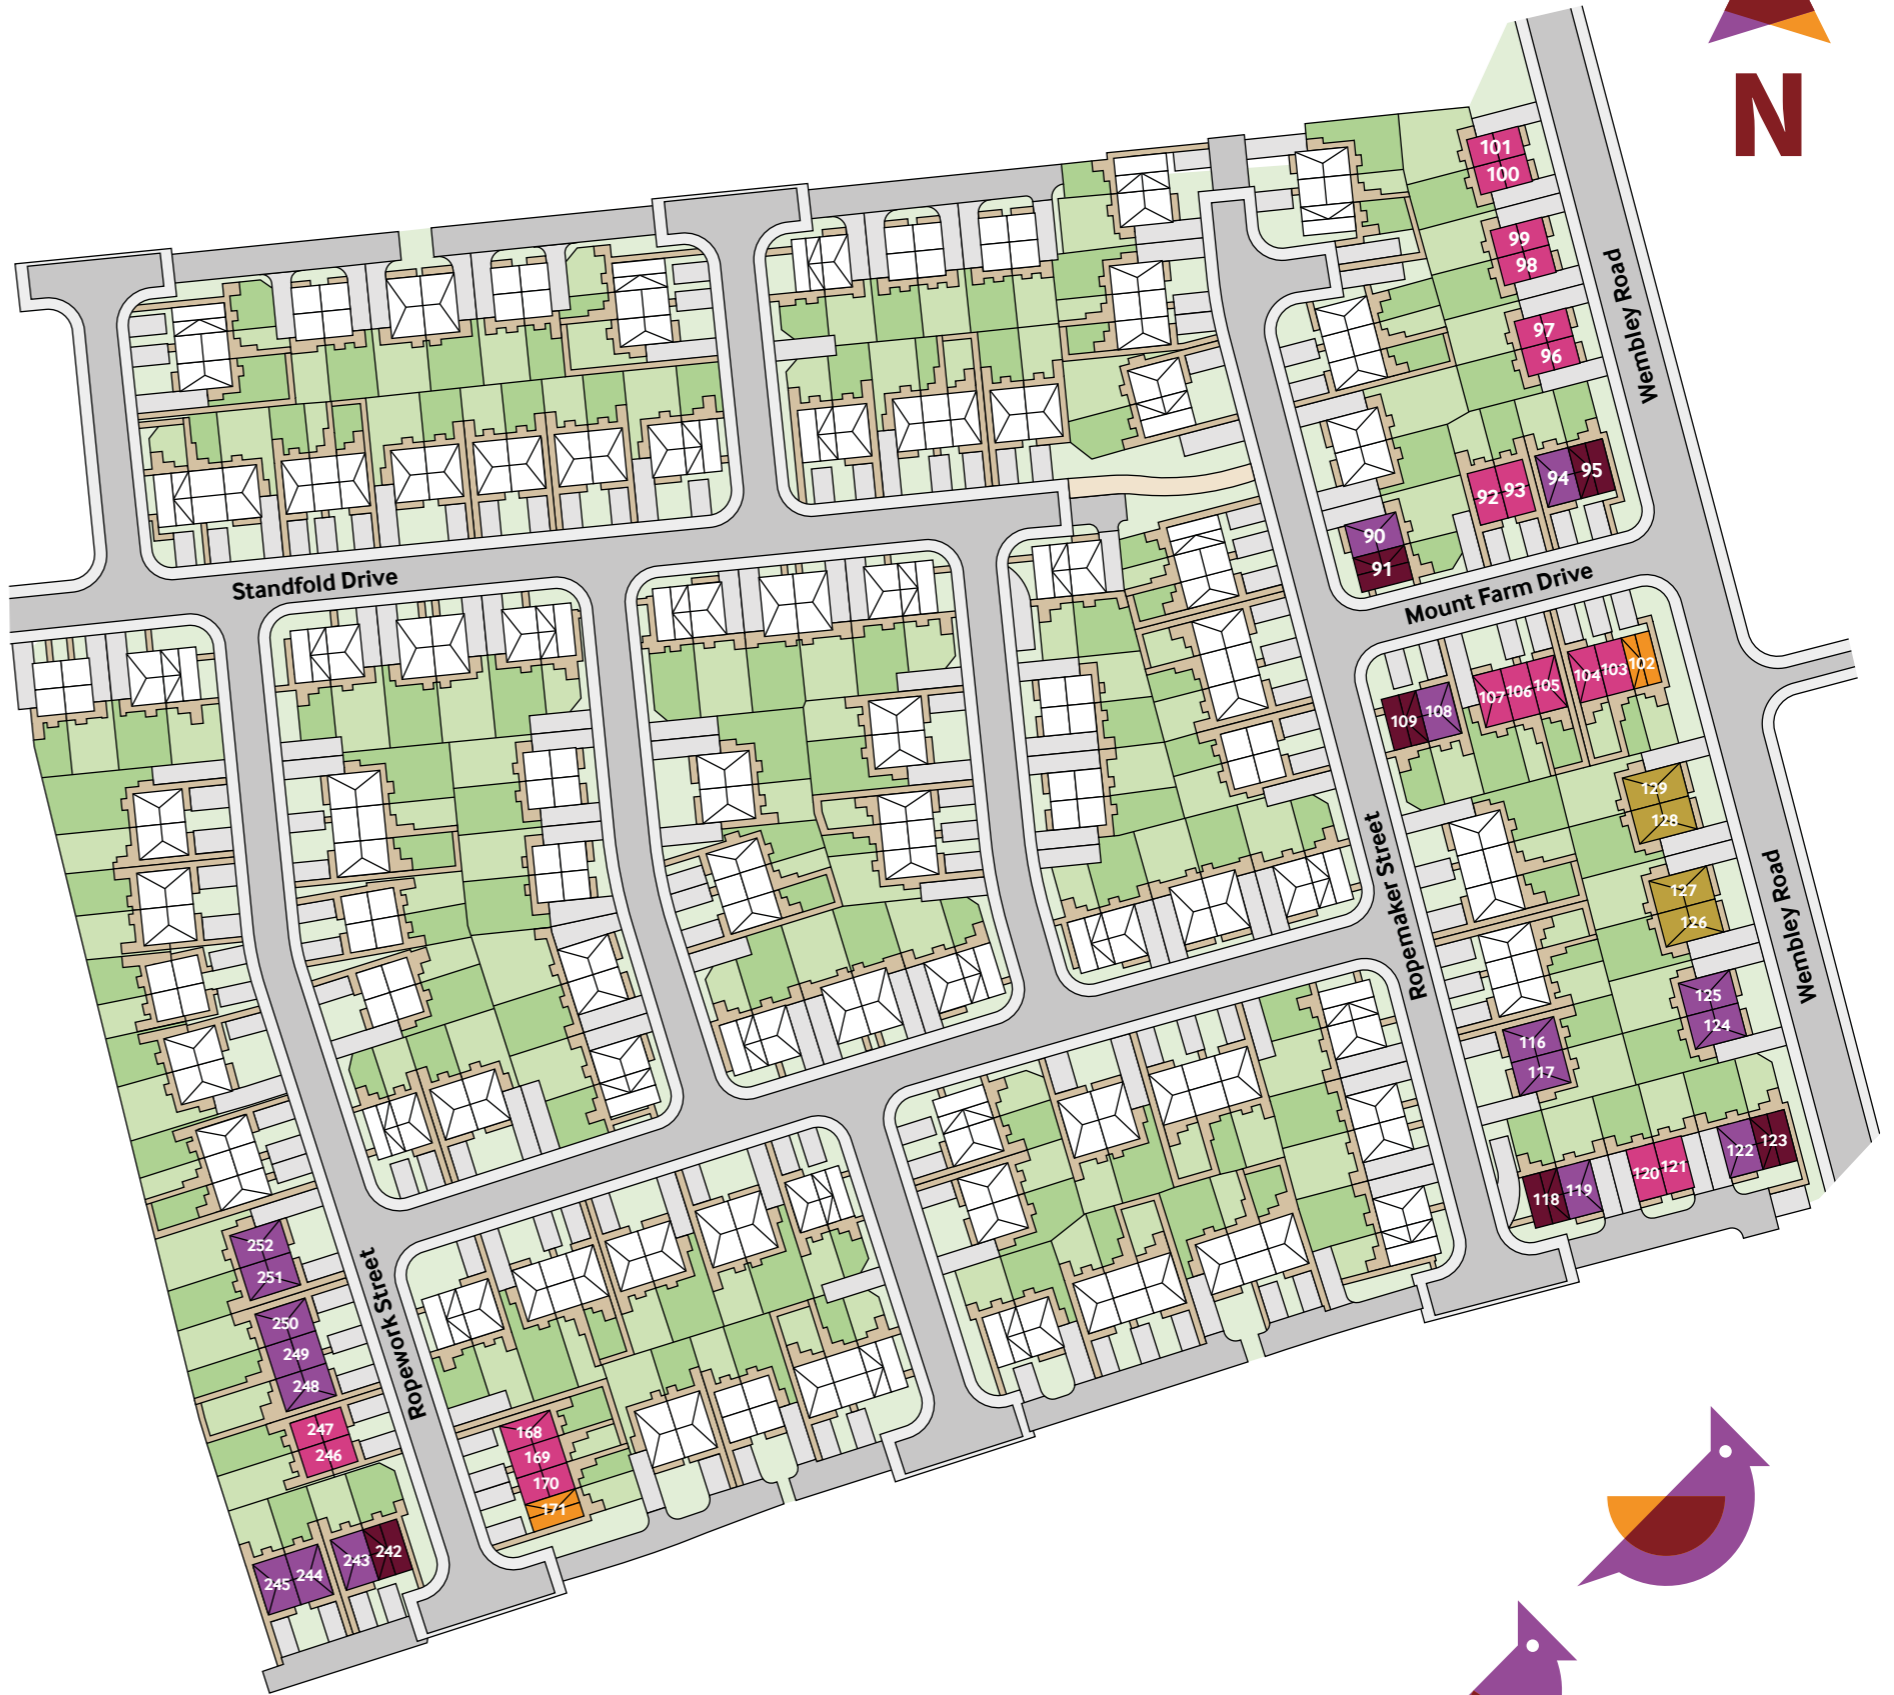 N
101
100
99
98
97
96
Wembley Road
92 93 94 95
90
91
Standfold Drive
Mount Farm Drive
109 108 107 106 105 104 103 102
129
128
127
126
125
124
Wembley Road
Ropemaker Street
116
117
118 119 120 121 122 123
252
251
250
249
248
247
246
Ropework Street
168
169
170
171
245 244 243 242